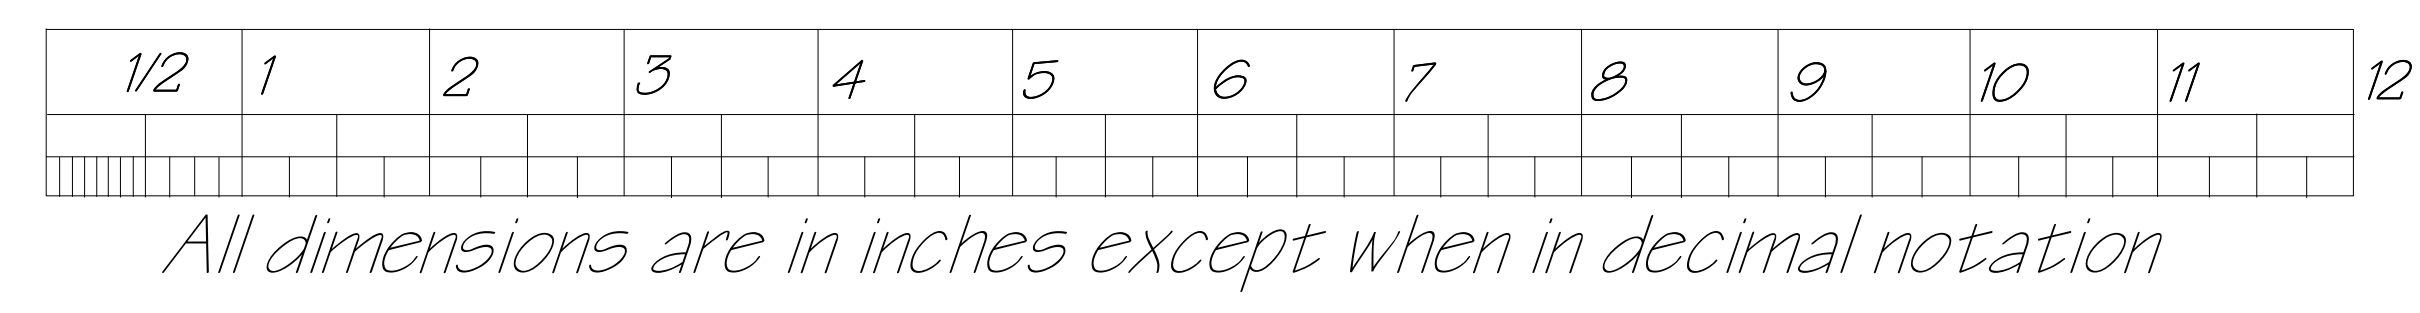 1/2 1 2 3 4 5 6 7 8 9 10 11 12
All dimensions are in inches except when in decimal notation